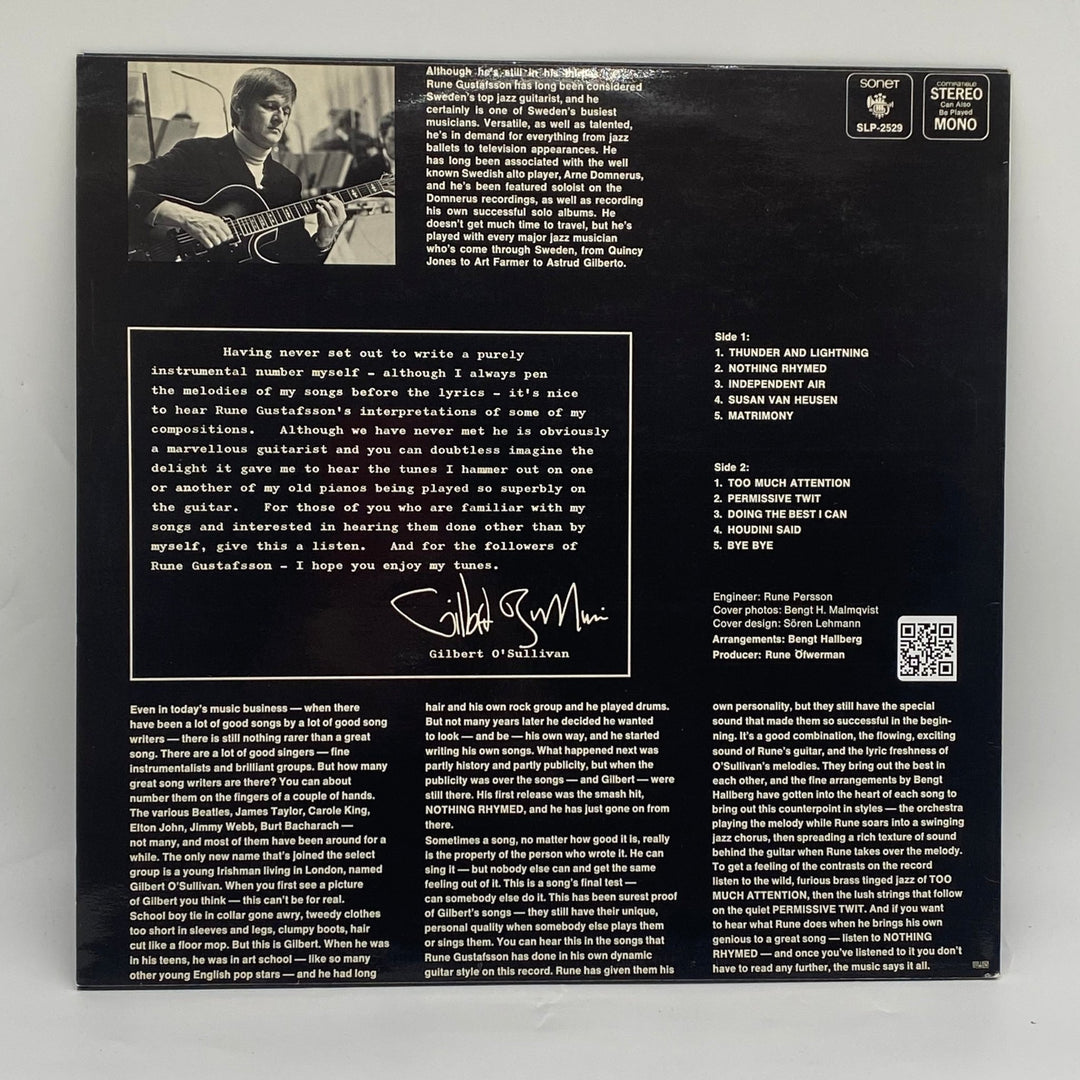 Although he's still in his thirties,
Rune Gustafsson has long been considered
Sweden's top jazz guitarist, and he
certainly is one of Sweden's busiest
musicians. Versatile, as well as talented,
he's in demand for everything from jazz
ballets to television appearances. He
has long been associated with the well
known Swedish alto player, Arne Domnerus,
and he's been featured soloist on the
Domnerus recordings, as well as recording
his own successful solo albums. He
doesn't get much time to travel, but he's
played with every major jazz musician
who's come through Sweden, from Quincy
Jones to Art Farmer to Astrud Gilberto.
sonet
SLP-2529
COMPATIBLE
STEREO
Can Also
Be Played
MONO
Having never set out to write a purely
instrumental number myself - although I always pen
the melodies of my songs before the lyrics - it's nice
to hear Rune Gustafsson's interpretations of some of my
compositions. Although we have never met he is obviously
a marvellous guitarist and you can doubtless imagine the
delight it gave me to hear the tunes I hammer out on one
or another of my old pianos being played so superbly on
the guitar. For those of you who are familiar with my
songs and interested in hearing them done other than by
myself, give this a listen. And for the followers of
Rune Gustafsson - I hope you enjoy my tunes.
Gilbert O'Sullivan
Side 1:
1. THUNDER AND LIGHTNING
2. NOTHING RHYMED
3. INDEPENDENT AIR
4. SUSAN VAN HEUSEN
5. MATRIMONY
Side 2:
1. TOO MUCH ATTENTION
2. PERMISSIVE TWIT
3. DOING THE BEST I CAN
4. HOUDINI SAID
5. BYE BYE
Engineer: Rune Persson
Cover photos: Bengt H. Malmqvist
Cover design: Sören Lehmann
Arrangements: Bengt Hallberg
Producer: Rune Öfwerman
Even in today's music business — when there
have been a lot of good songs by a lot of good song
writers — there is still nothing rarer than a great
song. There are a lot of good singers — fine
instrumentalists and brilliant groups. But how many
great song writers are there? You can about
number them on the fingers of a couple of hands.
The various Beatles, James Taylor, Carole King,
Elton John, Jimmy Webb, Burt Bacharach —
not many, and most of them have been around for a
while. The only new name that's joined the select
group is a young Irishman living in London, named
Gilbert O'Sullivan. When you first see a picture
of Gilbert you think — this can't be for real.
School boy tie in collar gone awry, tweedy clothes
too short in sleeves and legs, clumpy boots, hair
cut like a floor mop. But this is Gilbert. When he was
in his teens, he was in art school — like so many
other young English pop stars — and he had long
hair and his own rock group and he played drums.
But not many years later he decided he wanted
to look — and be — his own way, and he started
writing his own songs. What happened next was
partly history and partly publicity, but when the
publicity was over the songs — and Gilbert — were
still there. His first release was the smash hit,
NOTHING RHYMED, and he has just gone on from
there.
Sometimes a song, no matter how good it is, really
is the property of the person who wrote it. He can
sing it — but nobody else can and get the same
feeling out of it. This is a song's final test —
can somebody else do it. This has been surest proof
of Gilbert's songs — they still have their unique,
personal quality when somebody else plays them
or sings them. You can hear this in the songs that
Rune Gustafsson has done in his own dynamic
guitar style on this record. Rune has given them his
own personality, but they still have the special
sound that made them so successful in the begin-
ning. It's a good combination, the flowing, exciting
sound of Rune's guitar, and the lyric freshness of
O'Sullivan's melodies. They bring out the best in
each other, and the fine arrangements by Bengt
Hallberg have gotten into the heart of each song to
bring out this counterpoint in styles — the orchestra
playing the melody while Rune soars into a swinging
jazz chorus, then spreading a rich texture of sound
behind the guitar when Rune takes over the melody.
To get a feeling of the contrasts on the record
listen to the wild, furious brass tinged jazz of TOO
MUCH ATTENTION, then the lush strings that follow
on the quiet PERMISSIVE TWIT. And if you want
to hear what Rune does when he brings his own
genious to a great song — listen to NOTHING
RHYMED — and once you've listened to it you don't
have to read any further, the music says it all.